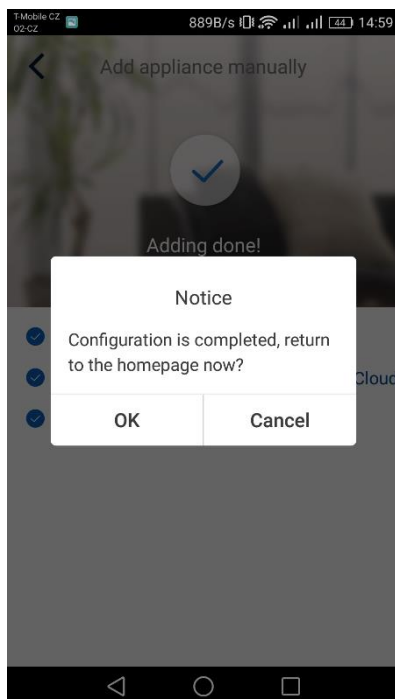 T-Mobile CZ
O2-CZ
889B/s 44 14:59
Add appliance manually
Adding done!
Notice
Configuration is completed, return
to the homepage now?
Cloud
OK Cancel